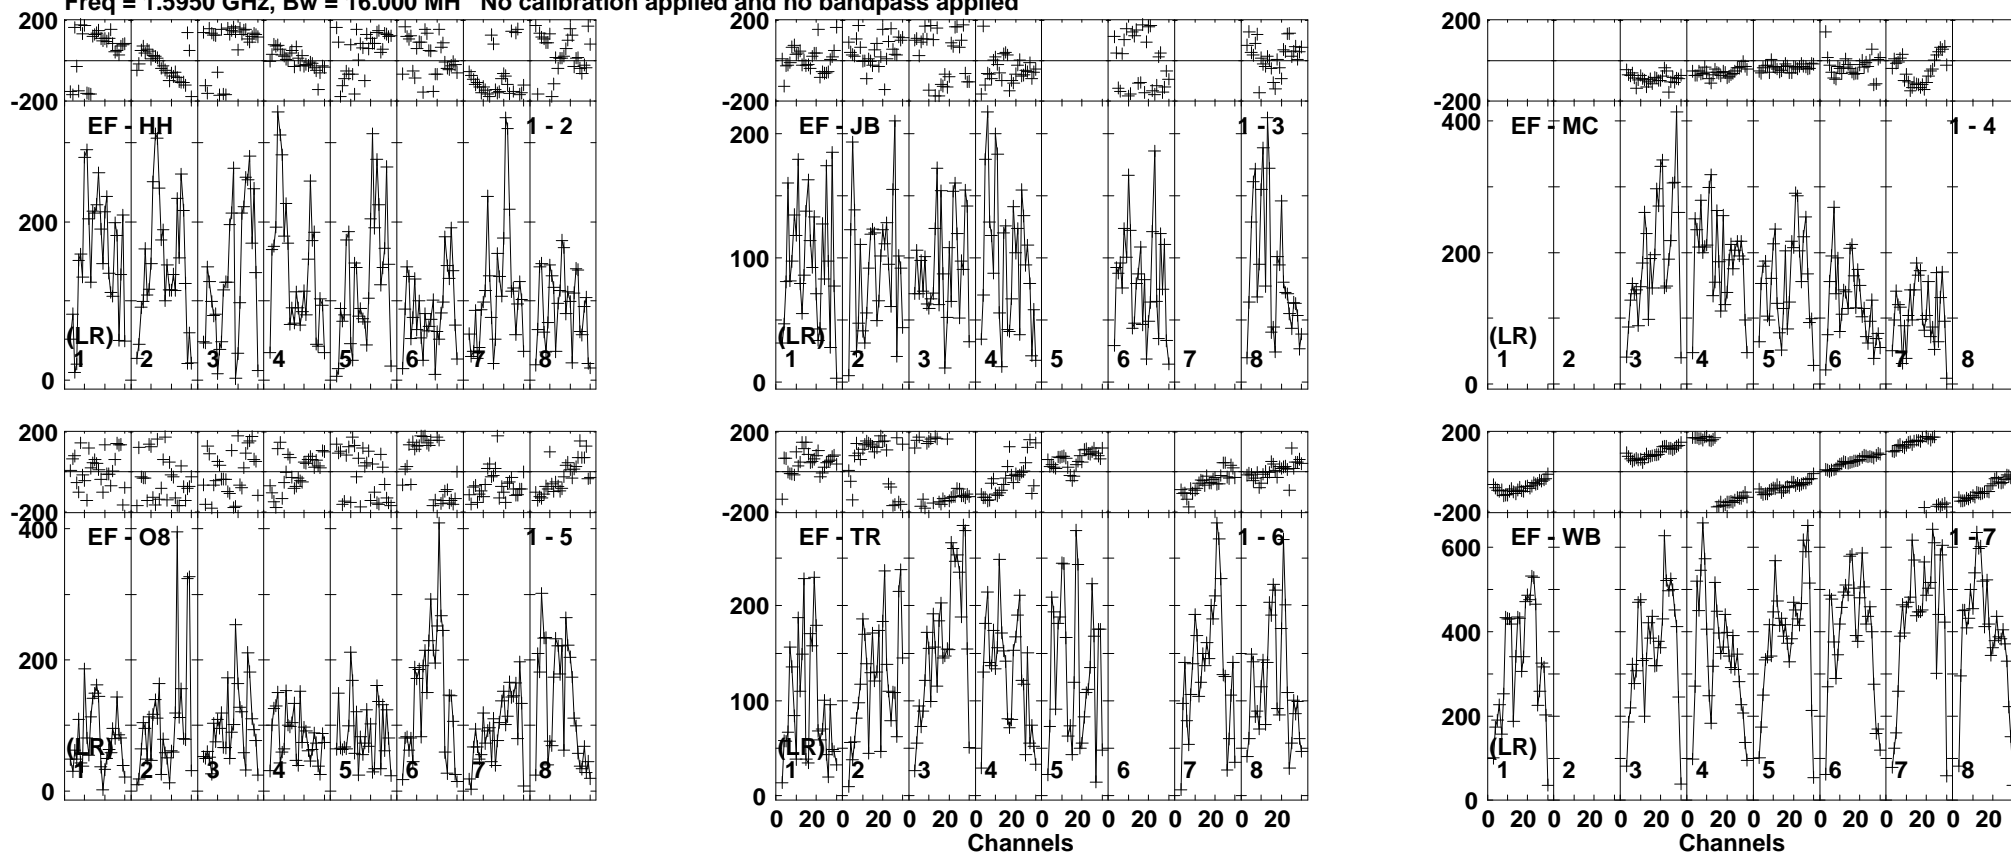 Freq = 1.5950 GHz, Bw = 16.000 MH No calibration applied and no bandpass applied
200 200 200
-200 -200 -200
EF - HH 1 - 2 EF - JB 1 - 3 EF - MC 1 - 4
400
200
200 200
100
(LR) (LR) (LR)
1 2 3 4 5 6 7 8 1 2 3 4 5 6 7 8 1 2 3 4 5 6 7 8
0 0 0
200 200 200
-200 -200 -200
400 EF - O8 1 - 5 EF - TR 1 - 6 EF - WB 1 - 7
600
200 200 400
100 200
(LR) (LR) (LR)
1 2 3 4 5 6 7 8 1 2 3 4 5 6 7 8 1 2 3 4 5 6 7 8
0 0 0
0 20 0 20 0 20 0 20 0 20 0 20 0 20 0 20 0 20 0 20 0 20 0 20 0 20 0 20 0 20 0 20
Channels Channels